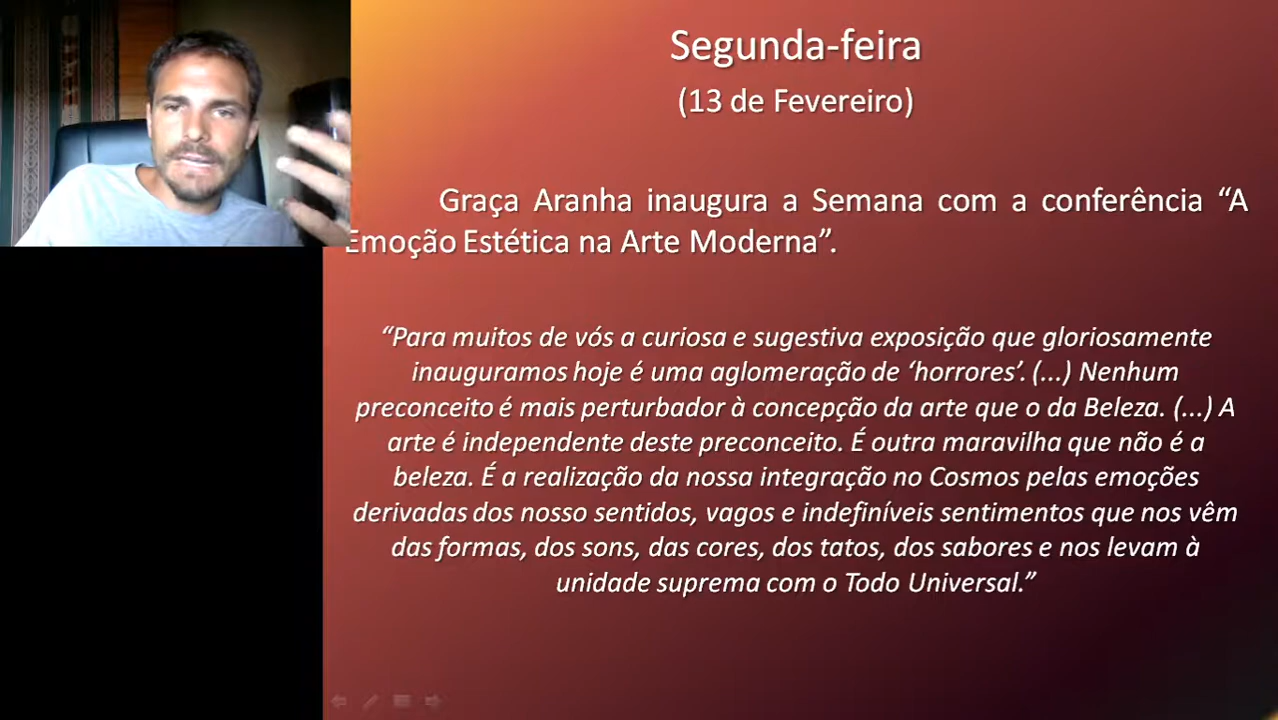 Segunda-feira
(13 de Fevereiro)
Graça Aranha inaugura a Semana com a conferência “A
Emoção Estética na Arte Moderna”.
“Para muitos de vós a curiosa e sugestiva exposição que gloriosamente
inauguramos hoje é uma aglomeração de ‘horrores’. (...) Nenhum
preconceito é mais perturbador à concepção da arte que o da Beleza. (...) A
arte é independente deste preconceito. É outra maravilha que não é a
beleza. É a realização da nossa integração no Cosmos pelas emoções
derivadas dos nosso sentidos, vagos e indefiníveis sentimentos que nos vêm
das formas, dos sons, das cores, dos tatos, dos sabores e nos levam à
unidade suprema com o Todo Universal.”